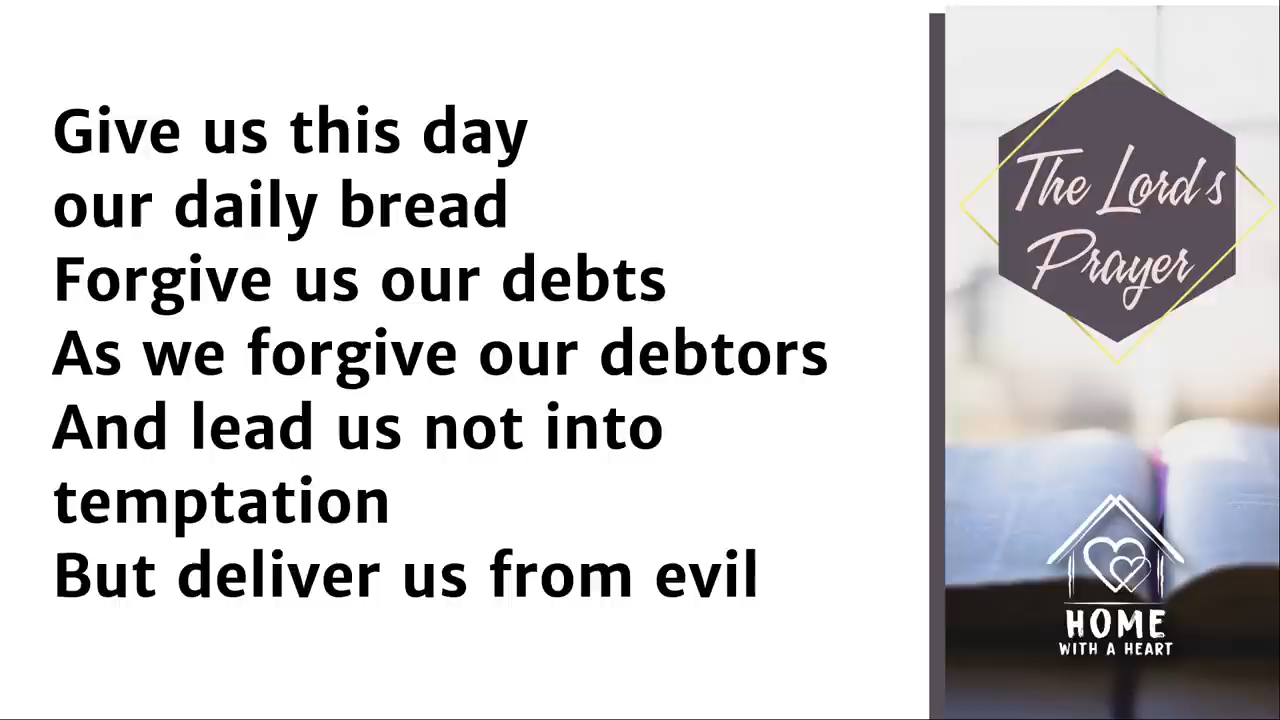 Give us this day
our daily bread
Forgive us our debts
As we forgive our debtors
And lead us not into
temptation
But deliver us from evil
The Lord's
Prayer
HOME
WITH A HEART